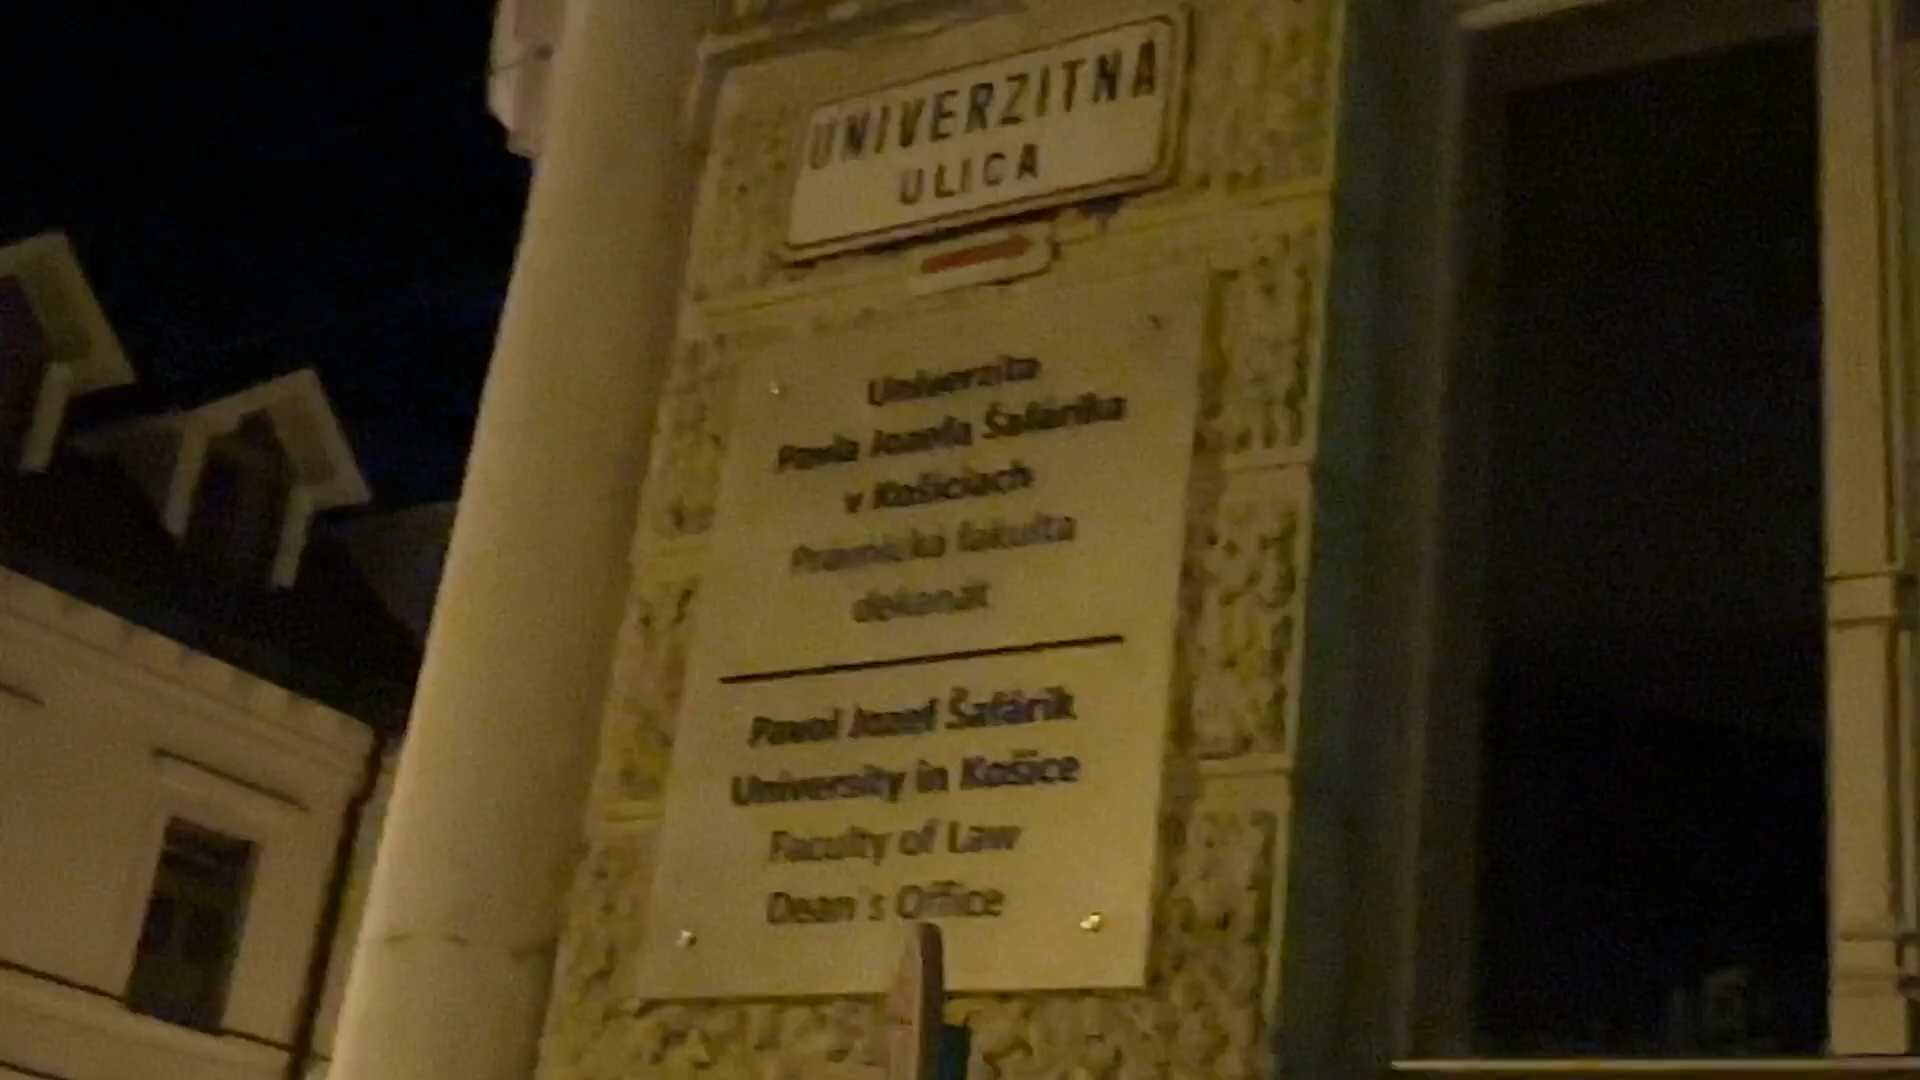 UNIVERZITNA
ULICA
Univerzita
Pavla Jozefa Šafárika
v Košiciach
Právnická fakulta
dekanát
Pavol Jozef Šafárik
University in Košice
Faculty of Law
Dean's Office